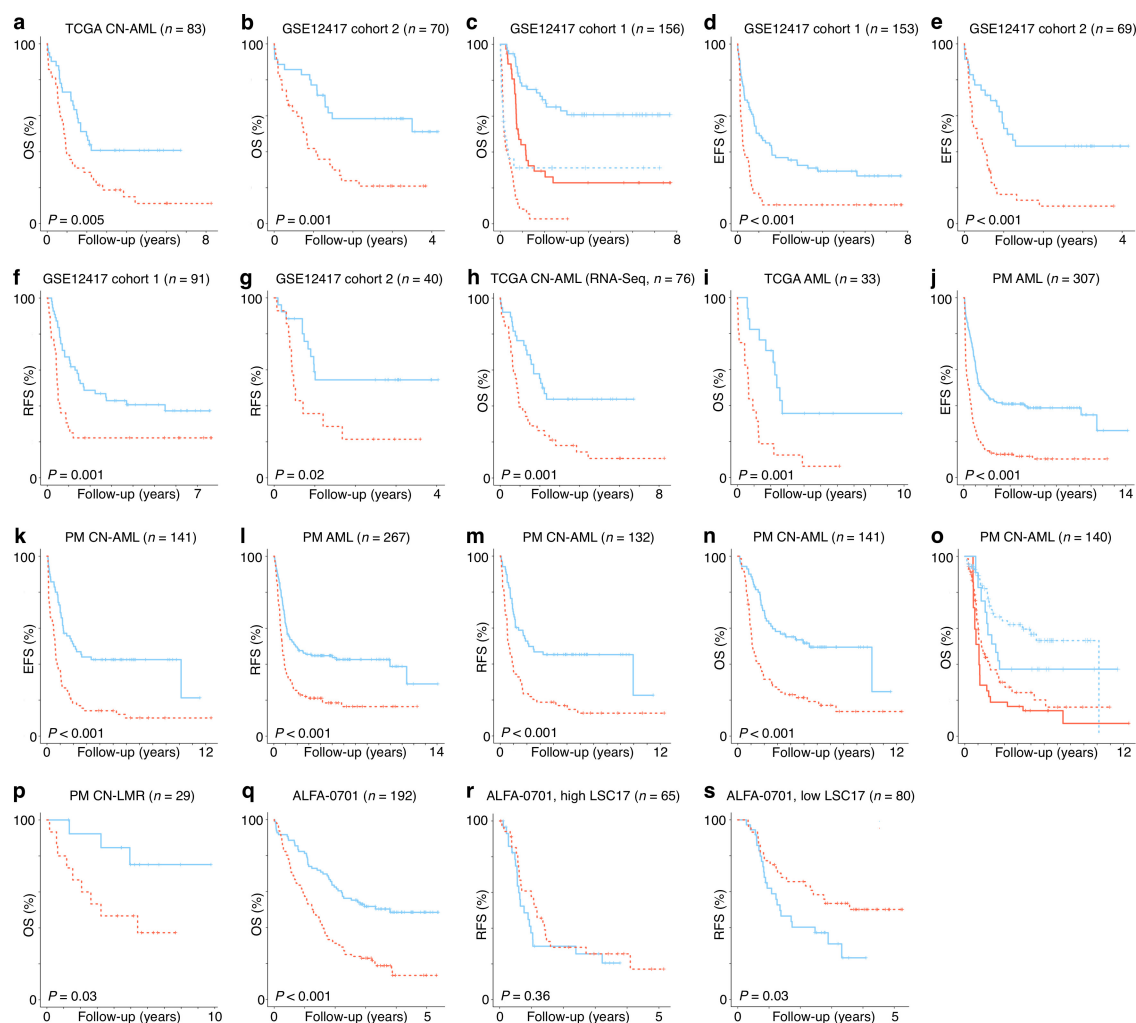 a
TCGA CN-AML (n = 83)
100
OS (%)
0
P = 0.005
0 Follow-up (years) 8
b
GSE12417 cohort 2 (n = 70)
100
OS (%)
0
P = 0.001
0 Follow-up (years) 4
c
GSE12417 cohort 1 (n = 156)
100
OS (%)
0
0 Follow-up (years) 8
d
GSE12417 cohort 1 (n = 153)
100
EFS (%)
0
P < 0.001
0 Follow-up (years) 8
e
GSE12417 cohort 2 (n = 69)
100
EFS (%)
0
P < 0.001
0 Follow-up (years) 4
f
GSE12417 cohort 1 (n = 91)
100
RFS (%)
0
P = 0.001
0 Follow-up (years) 7
g
GSE12417 cohort 2 (n = 40)
100
RFS (%)
0
P = 0.02
0 Follow-up (years) 4
h
TCGA CN-AML (RNA-Seq, n = 76)
100
OS (%)
0
P = 0.001
0 Follow-up (years) 8
i
TCGA AML (n = 33)
100
OS (%)
0
P = 0.001
0 Follow-up (years) 10
j
PM AML (n = 307)
100
EFS (%)
0
P < 0.001
0 Follow-up (years) 14
k
PM CN-AML (n = 141)
100
EFS (%)
0
P < 0.001
0 Follow-up (years) 12
l
PM AML (n = 267)
100
RFS (%)
0
P < 0.001
0 Follow-up (years) 14
m
PM CN-AML (n = 132)
100
RFS (%)
0
P < 0.001
0 Follow-up (years) 12
n
PM CN-AML (n = 141)
100
OS (%)
0
P < 0.001
0 Follow-up (years) 12
o
PM CN-AML (n = 140)
100
OS (%)
0
0 Follow-up (years) 12
p
PM CN-LMR (n = 29)
100
OS (%)
0
P = 0.03
0 Follow-up (years) 10
q
ALFA-0701 (n = 192)
100
OS (%)
0
P < 0.001
0 Follow-up (years) 5
r
ALFA-0701, high LSC17 (n = 65)
100
RFS (%)
0
P = 0.36
0 Follow-up (years) 5
s
ALFA-0701, low LSC17 (n = 80)
100
RFS (%)
0
P = 0.03
0 Follow-up (years) 5